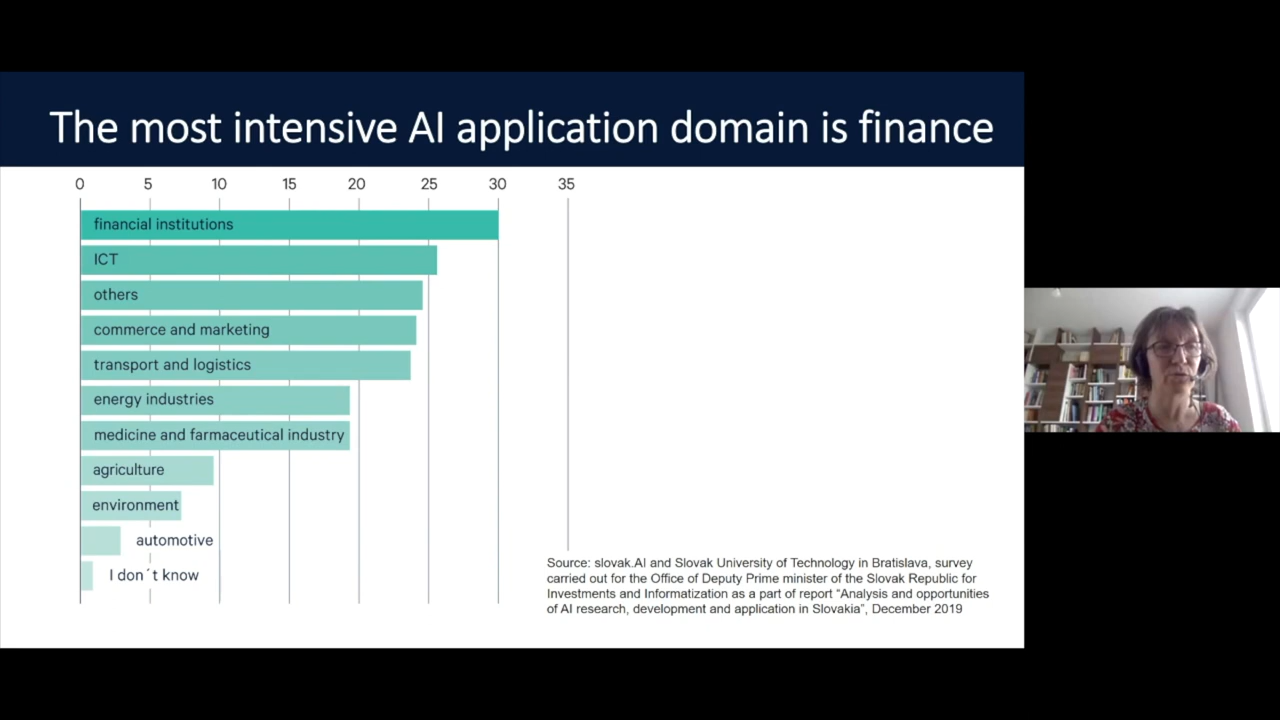 The most intensive AI application domain is finance
0 5 10 15 20 25 30 35
financial institutions
ICT
others
commerce and marketing
transport and logistics
energy industries
medicine and farmaceutical industry
agriculture
environment
automotive
I don´t know
Source: slovak.AI and Slovak University of Technology in Bratislava, survey
carried out for the Office of Deputy Prime minister of the Slovak Republic for
Investments and Informatization as a part of report “Analysis and opportunities
of AI research, development and application in Slovakia”, December 2019